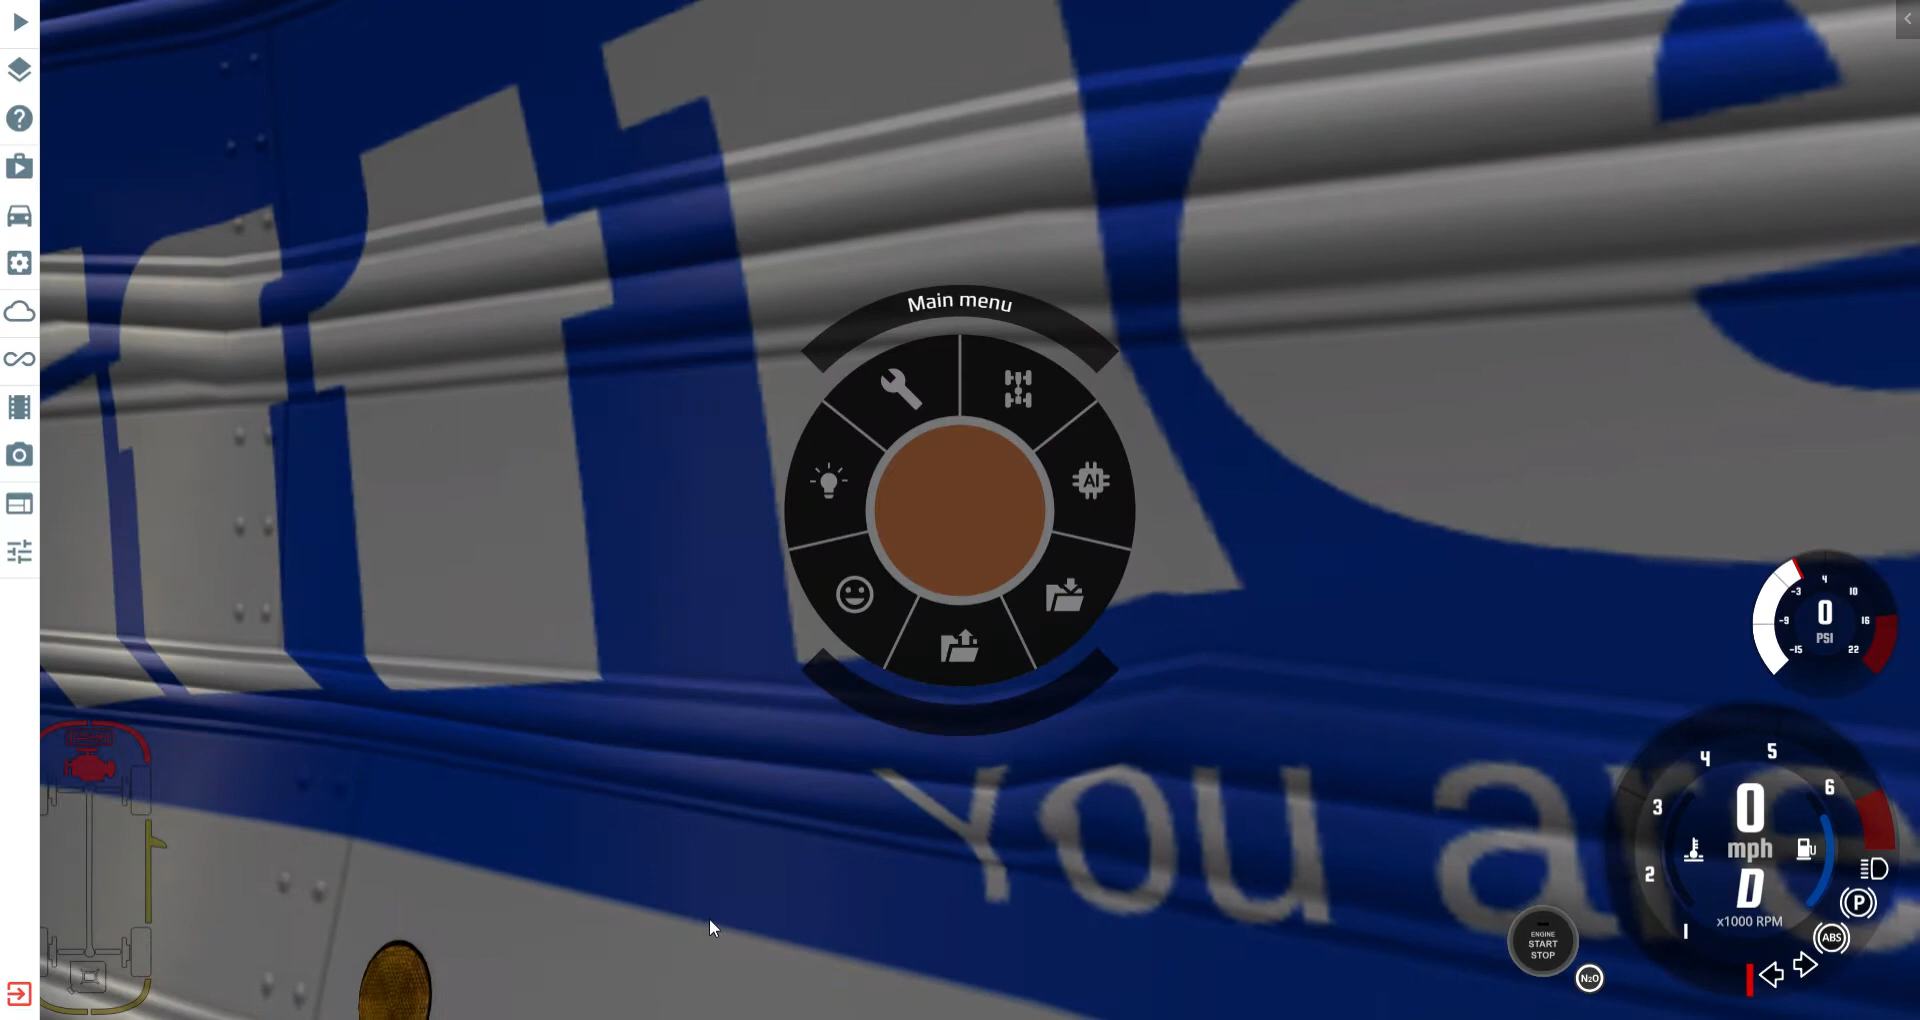 Main menu
AI
4
-3
10
-9
0
16
PSI
-15
22
5
4
6
3
0
mph
2
D
x1000 RPM
1
P
ABS
ENGINE
START
STOP
N2O
You are